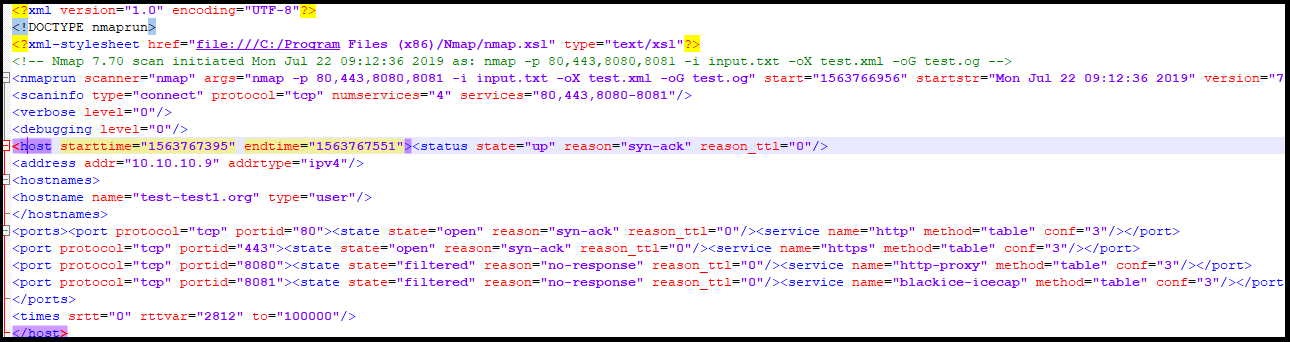 <?xml version="1.0" encoding="UTF-8"?>
<!DOCTYPE nmaprun>
<?xml-stylesheet href="file:///C:/Program Files (x86)/Nmap/nmap.xsl" type="text/xsl"?>
<!-- Nmap 7.70 scan initiated Mon Jul 22 09:12:36 2019 as: nmap -p 80,443,8080,8081 -i input.txt -oX test.xml -oG test.og -->
<nmaprun scanner="nmap" args="nmap -p 80,443,8080,8081 -i input.txt -oX test.xml -oG test.og" start="1563766956" startstr="Mon Jul 22 09:12:36 2019" version="7
<scaninfo type="connect" protocol="tcp" numservices="4" services="80,443,8080-8081"/>
<verbose level="0"/>
<debugging level="0"/>
<host starttime="1563767395" endtime="1563767551"><status state="up" reason="syn-ack" reason_ttl="0"/>
<address addr="10.10.10.9" addrtype="ipv4"/>
<hostnames>
<hostname name="test-test1.org" type="user"/>
</hostnames>
<ports><port protocol="tcp" portid="80"><state state="open" reason="syn-ack" reason_ttl="0"/><service name="http" method="table" conf="3"/></port>
<port protocol="tcp" portid="443"><state state="open" reason="syn-ack" reason_ttl="0"/><service name="https" method="table" conf="3"/></port>
<port protocol="tcp" portid="8080"><state state="filtered" reason="no-response" reason_ttl="0"/><service name="http-proxy" method="table" conf="3"/></port>
<port protocol="tcp" portid="8081"><state state="filtered" reason="no-response" reason_ttl="0"/><service name="blackice-icecap" method="table" conf="3"/></port
</ports>
<times srtt="0" rttvar="2812" to="100000"/>
</host>